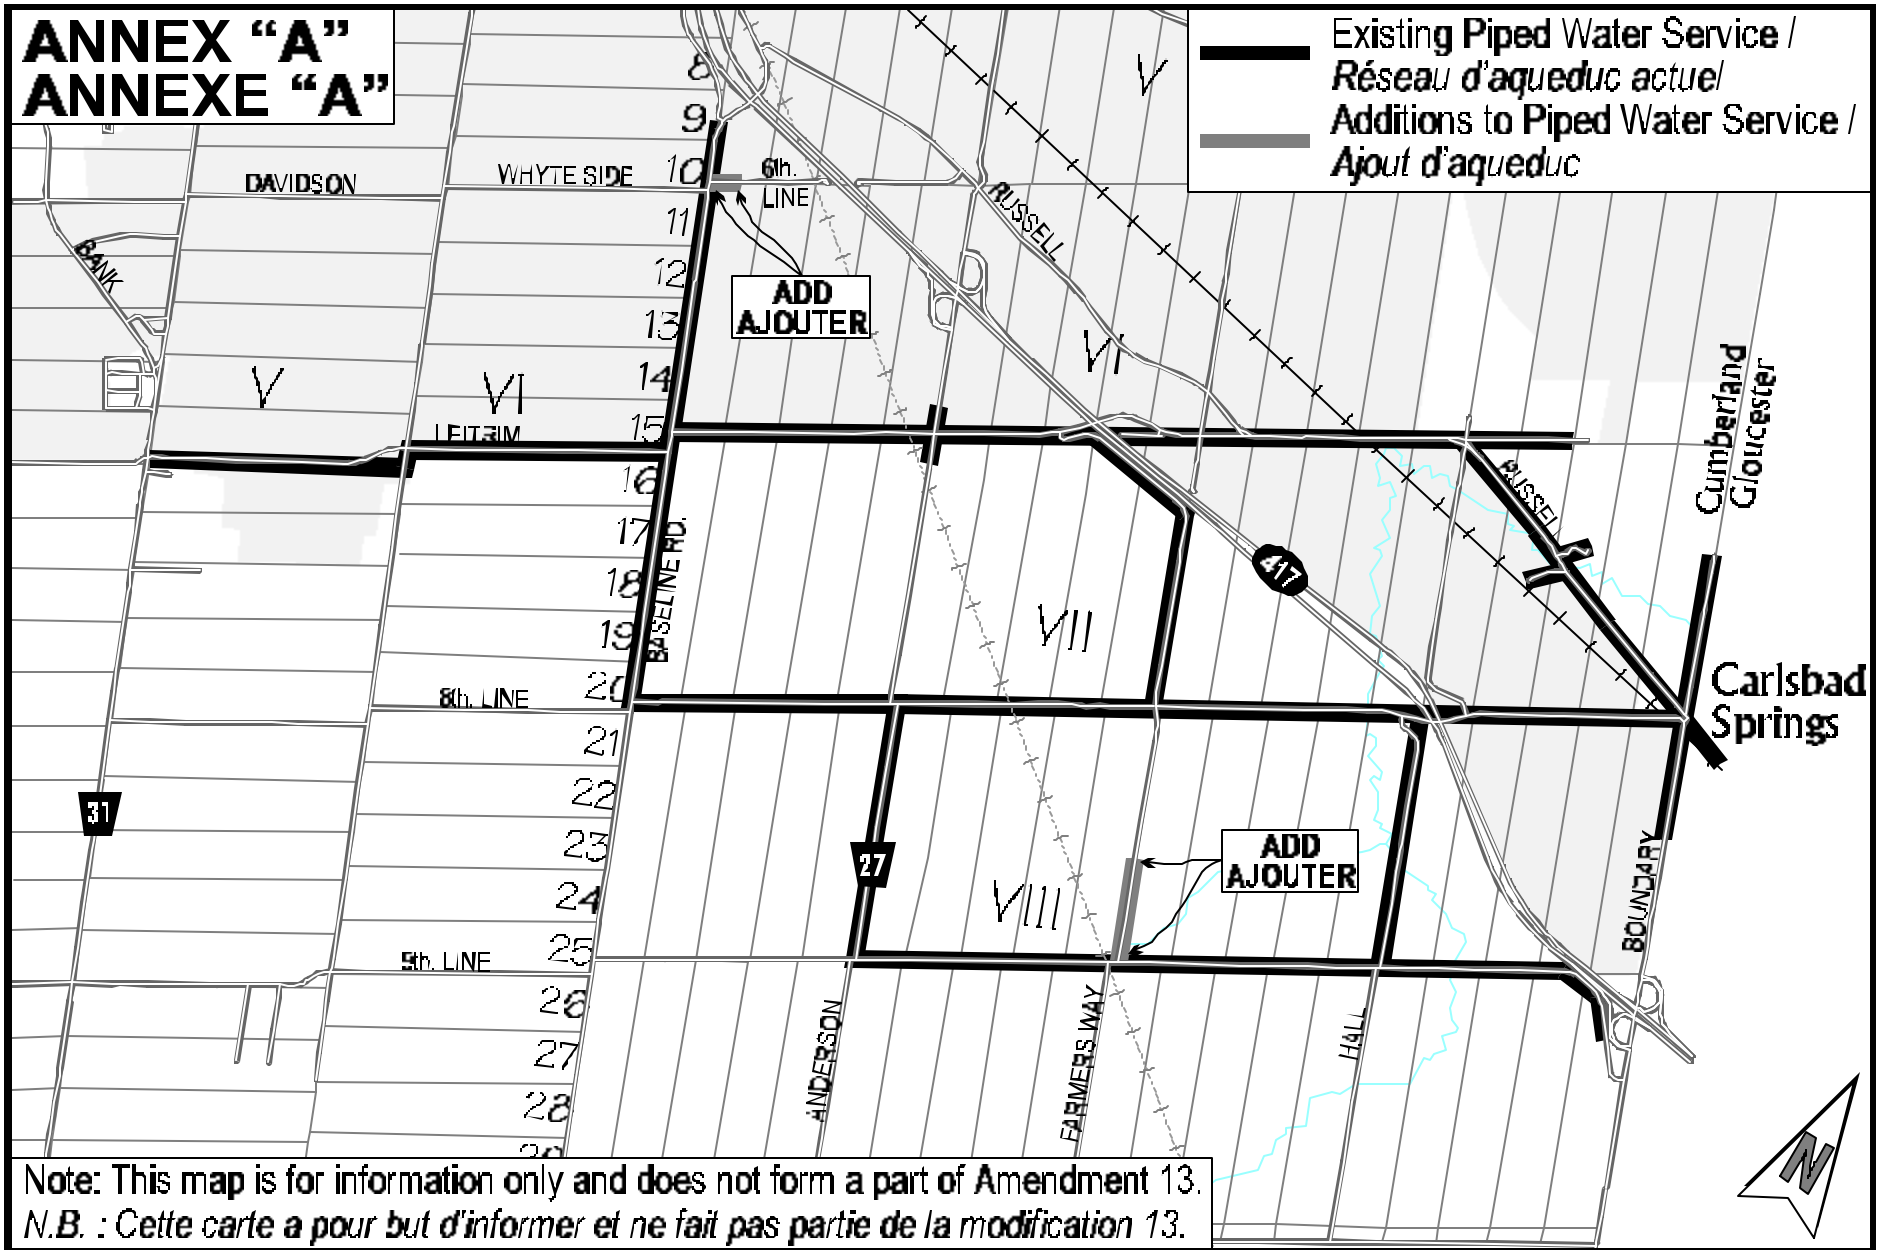 ANNEX “A”
ANNEXE “A”
Existing Piped Water Service /
Réseau d'aqueduc actuel
Additions to Piped Water Service /
Ajout d'aqueduc
V
8
9
10
11
12
13
14
15
16
17
18
19
20
21
22
23
24
25
26
27
28
DAVIDSON
WHYTE SIDE
6th.
LINE
RUSSELL
BANK
ADD
AJOUTER
VI
V
VI
LEITRIM
Cumberland
Gloucester
RUSSEL
417
BASELINE RD.
VII
8th. LINE
Carlsbad
Springs
31
27
ADD
AJOUTER
VIII
BOUNDARY
9th. LINE
ANDERSON
FARMERS WAY
HALL
N
Note: This map is for information only and does not form a part of Amendment 13.
N.B. : Cette carte a pour but d'informer et ne fait pas partie de la modification 13.